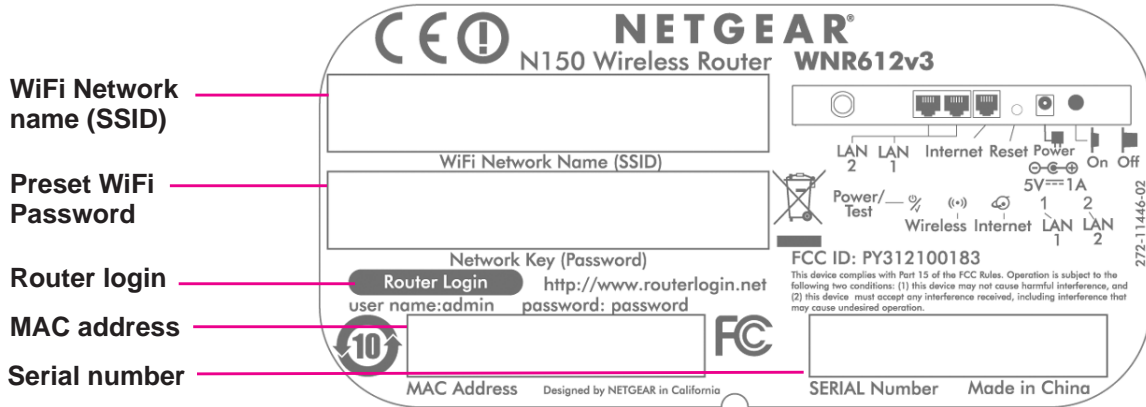 NETGEAR®
N150 Wireless Router WNR612v3
WiFi Network
name (SSID)
WiFi Network Name (SSID)
Preset WiFi
Password
Network Key (Password)
Router login
Router Login http://www.routerlogin.net
user name:admin password: password
MAC address
10
FC
MAC Address Designed by NETGEAR in California
Serial number
LAN
2
LAN
1
Internet Reset Power On Off
5V 1A
Power/
Test
Wireless Internet
1
LAN
1
2
LAN
2
272-11446-02
FCC ID: PY312100183
This device complies with Part 15 of the FCC Rules. Operation is subject to the
following two conditions: (1) this device may not cause harmful interference, and
(2) this device must accept any interference received, including interference that
may cause undesired operation.
SERIAL Number Made in China